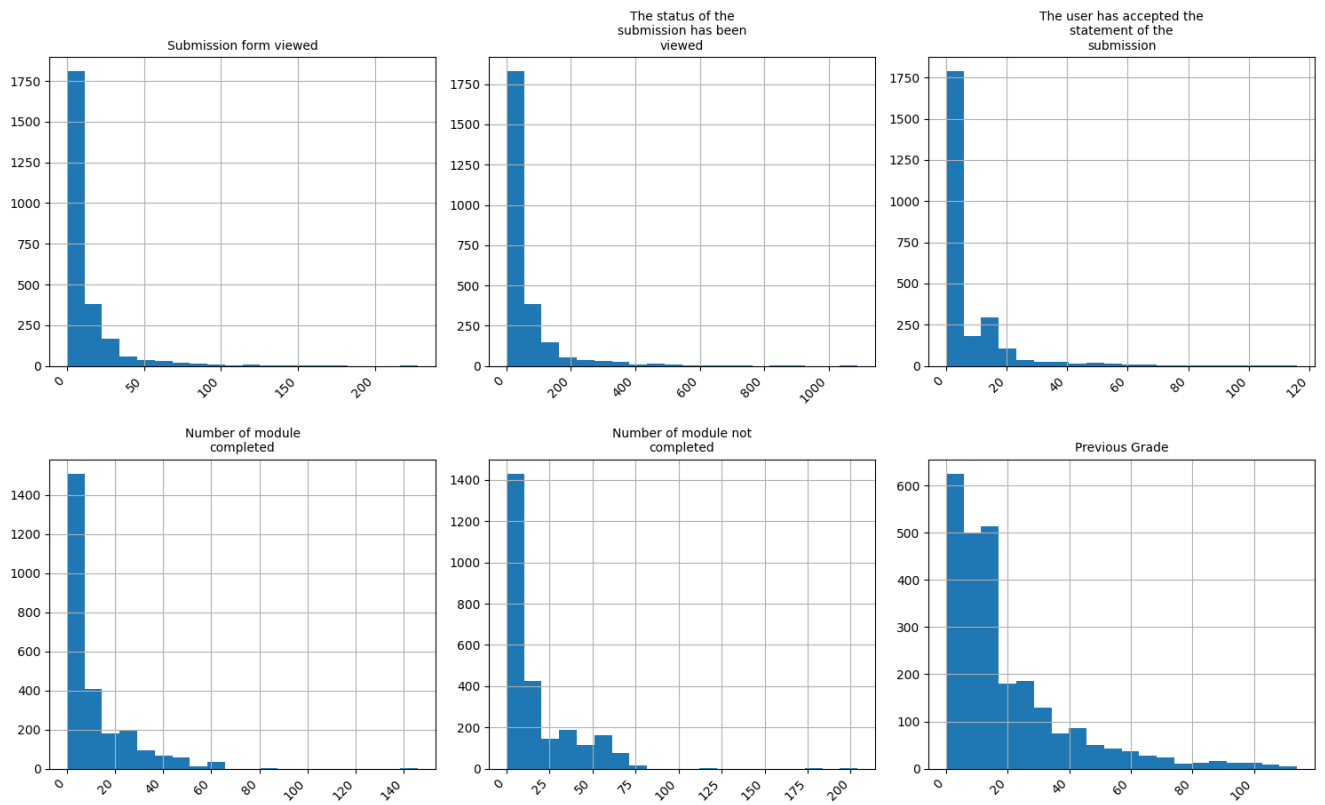 Submission form viewed
1750
1500
1250
1000
750
500
250
0
0 50 100 150 200
The status of the
submission has been
viewed
1750
1500
1250
1000
750
500
250
0
0 200 400 600 800 1000
The user has accepted the
statement of the
submission
1750
1500
1250
1000
750
500
250
0
0 20 40 60 80 100 120
Number of module
completed
1400
1200
1000
800
600
400
200
0
0 20 40 60 80 100 120 140
Number of module not
completed
1400
1200
1000
800
600
400
200
0
0 25 50 75 100 125 150 175 200
Previous Grade
600
500
400
300
200
100
0
0 20 40 60 80 100